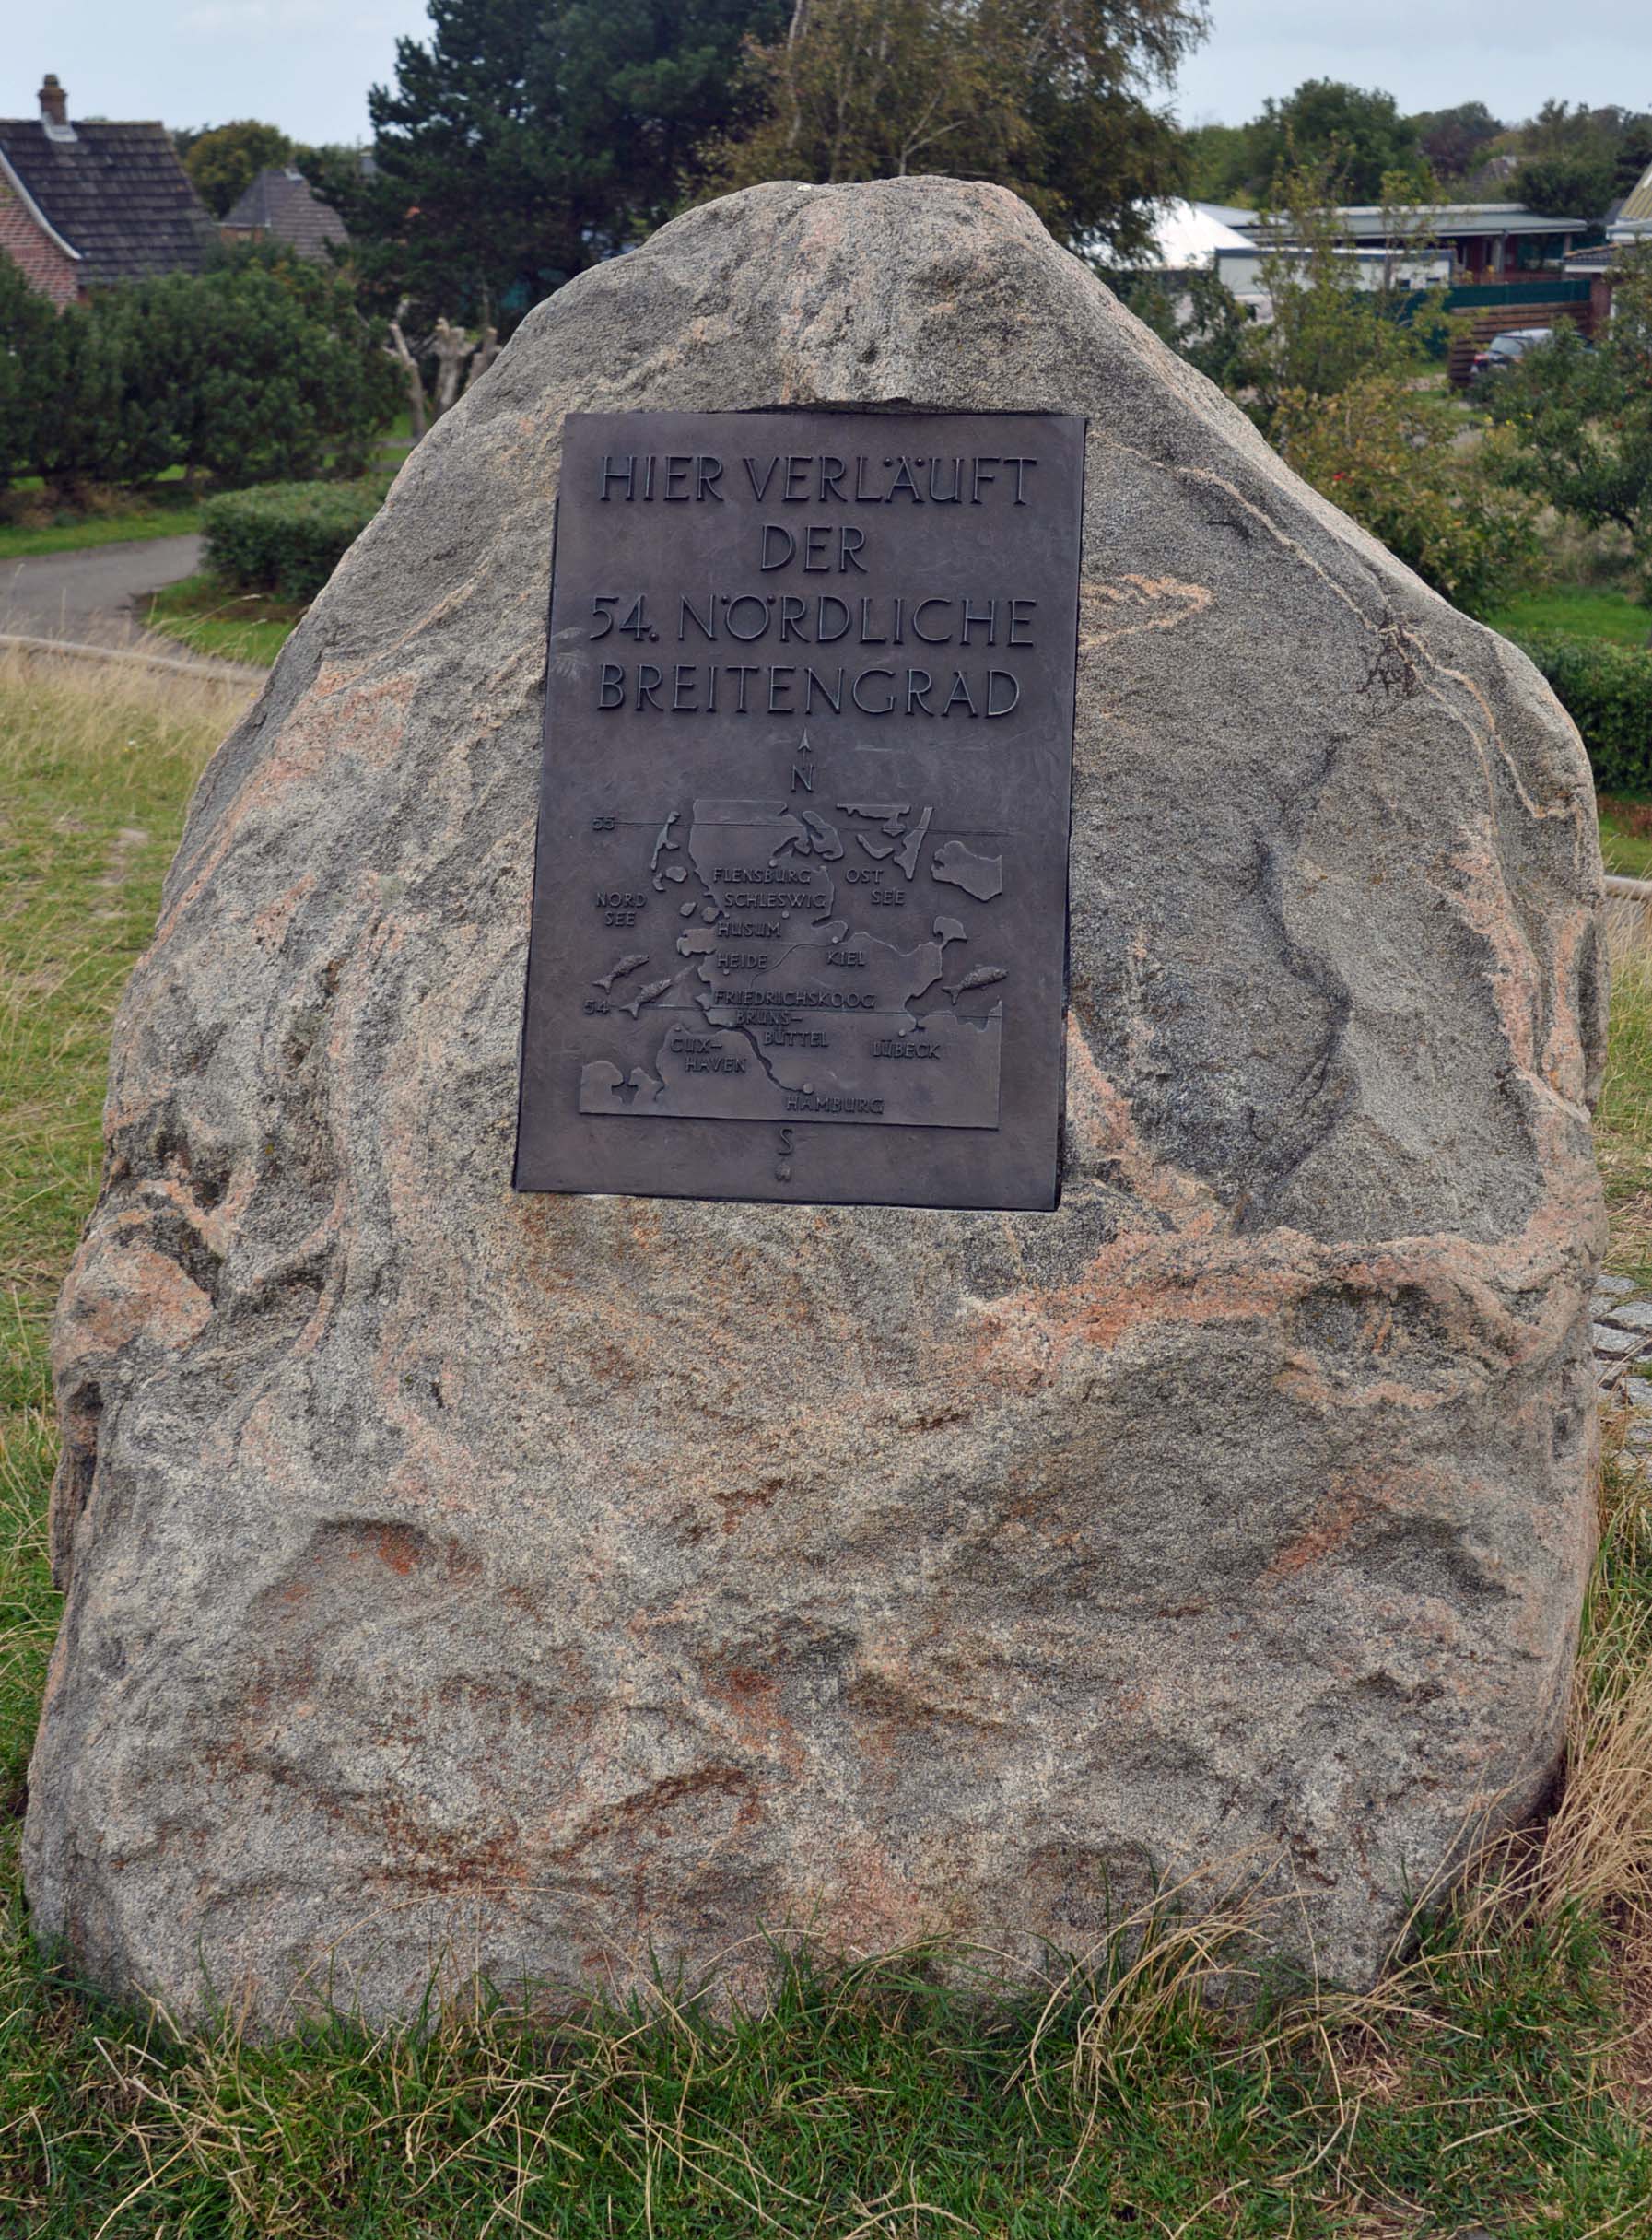 HIER VERLÄUFT
DER
54. NÖRDLICHE
BREITENGRAD
N
55
FLENSBURG OST
NORD SCHLESWIG SEE
SEE HUSUM
HEIDE KIEL
54 FRIEDRICHSKOOG
BRUNS-
CUX- BÜTTEL LÜBECK
HAVEN
HAMBURG
S